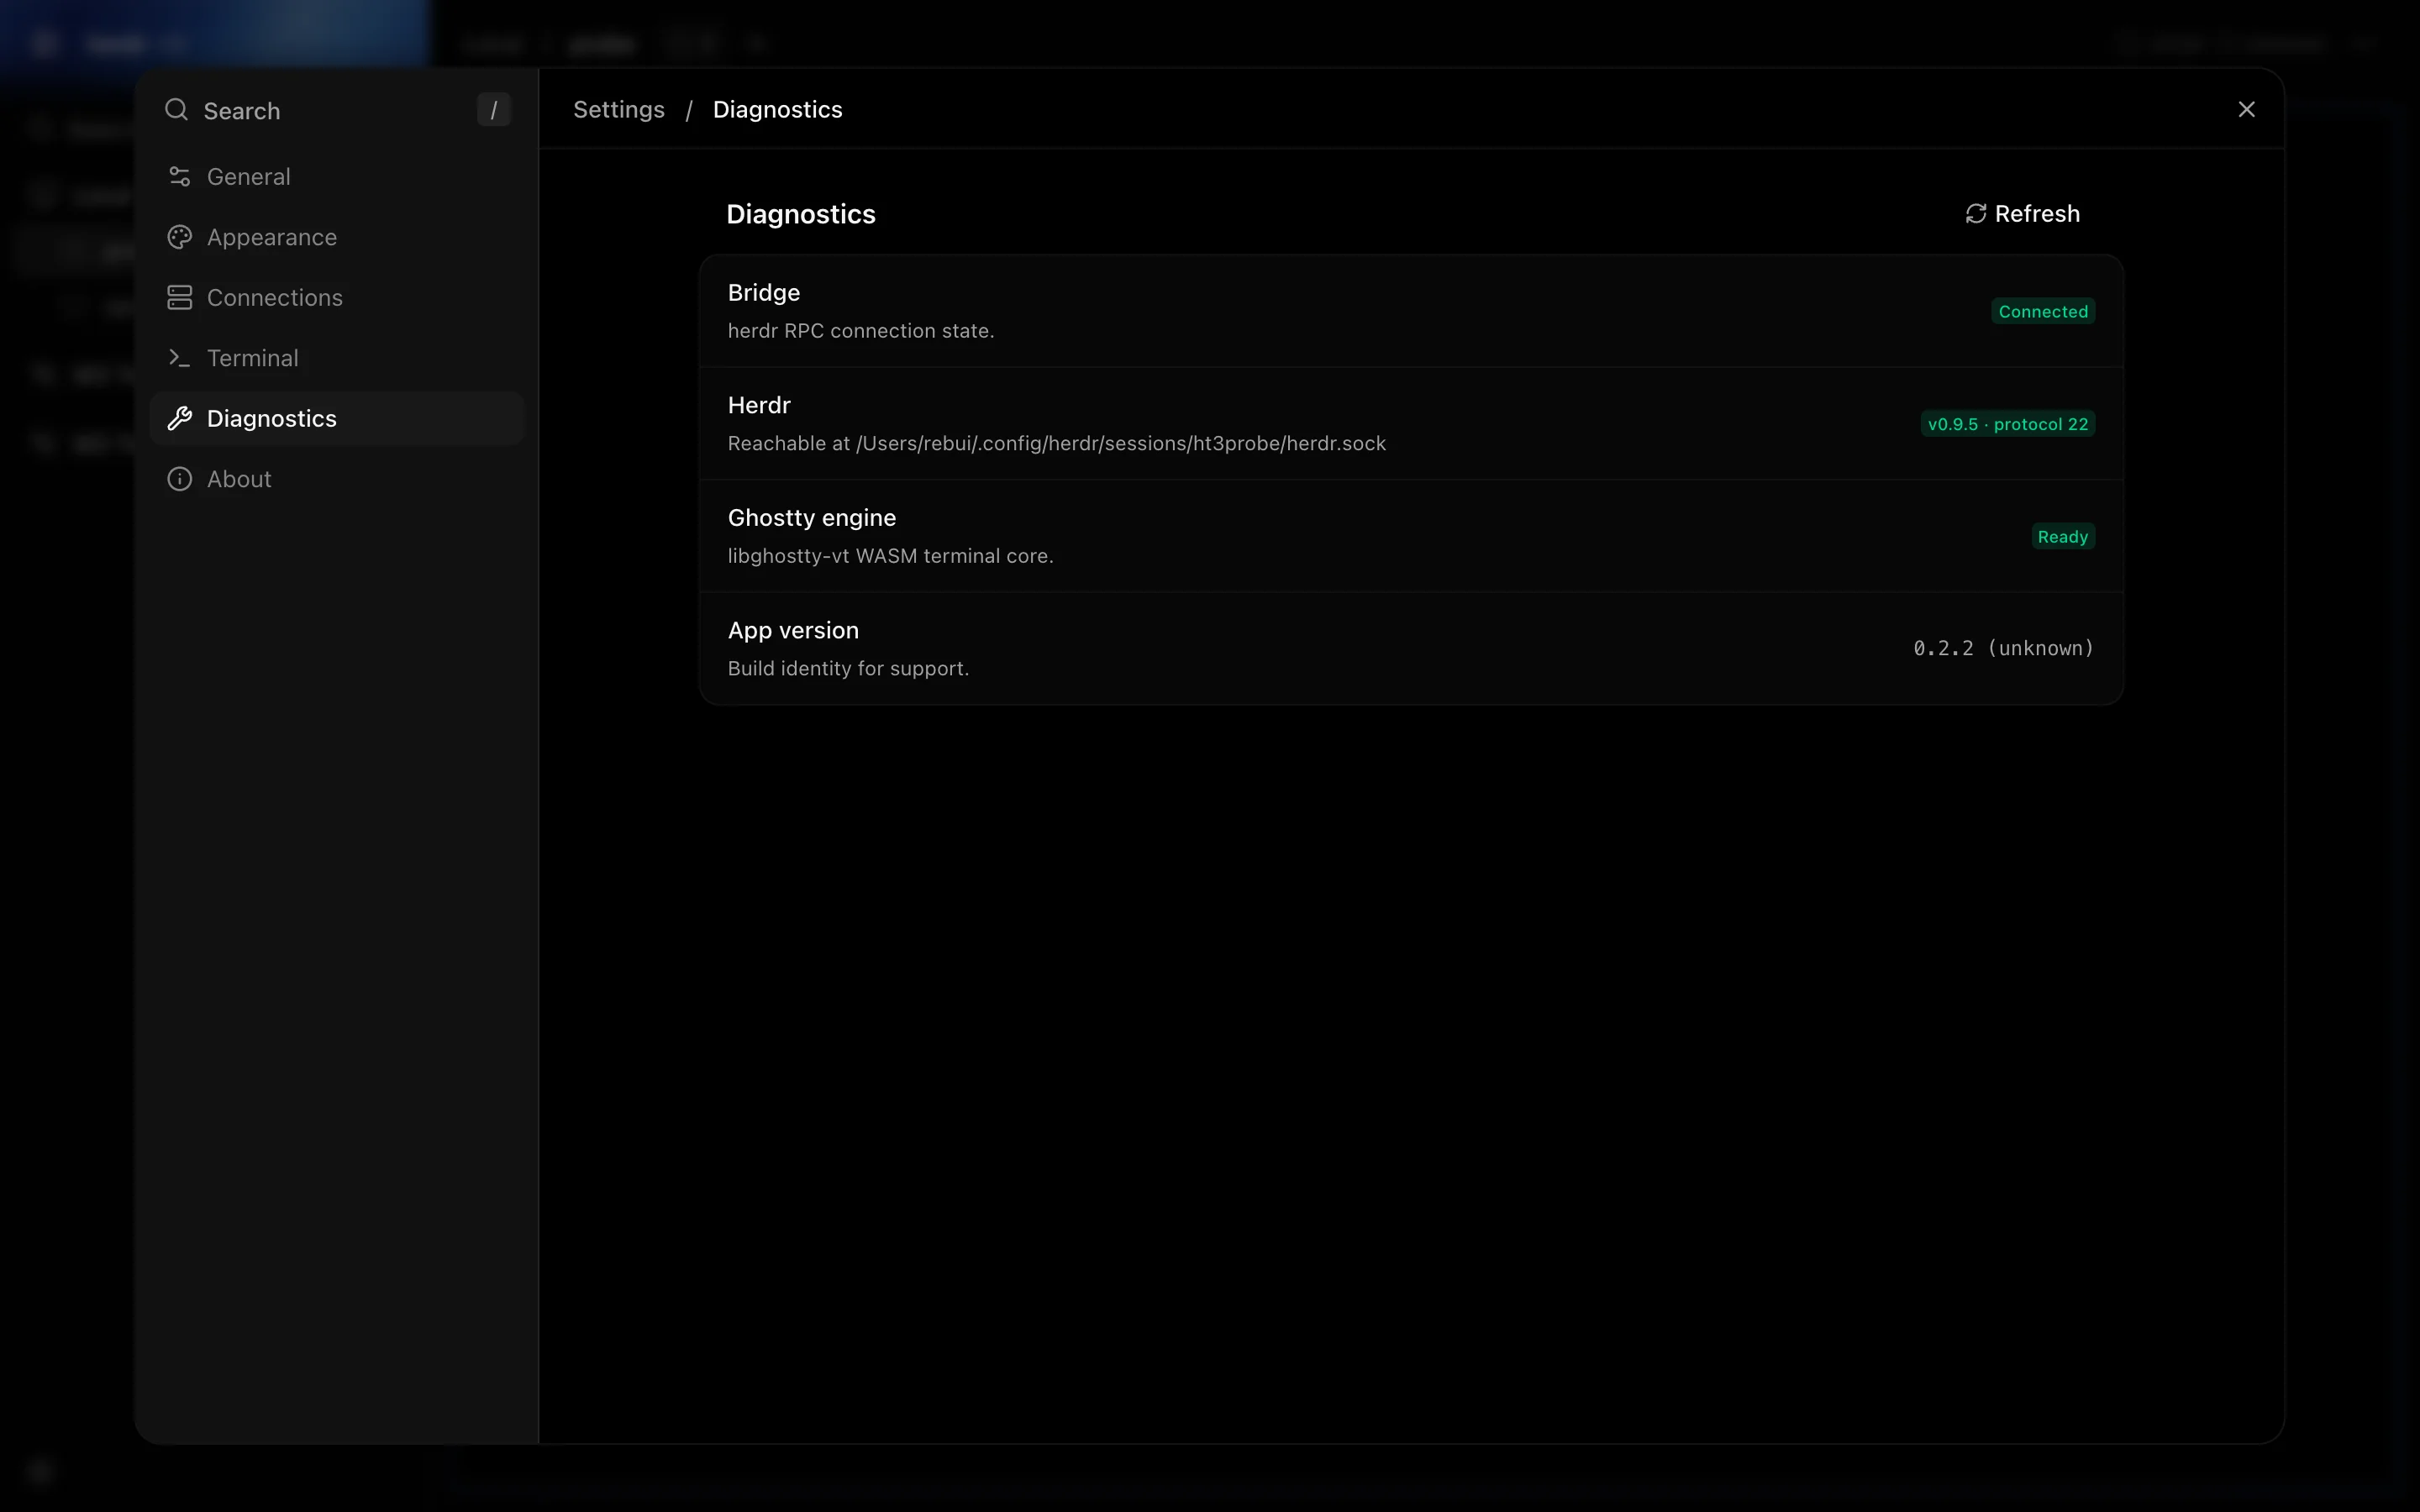 Search
/
General
Appearance
Connections
Terminal
Diagnostics
About
Settings / Diagnostics
Diagnostics
Refresh
Bridge
herdr RPC connection state.
Connected
Herdr
Reachable at /Users/rebui/.config/herdr/sessions/ht3probe/herdr.sock
v0.9.5 · protocol 22
Ghostty engine
libghostty-vt WASM terminal core.
Ready
App version
Build identity for support.
0.2.2 (unknown)